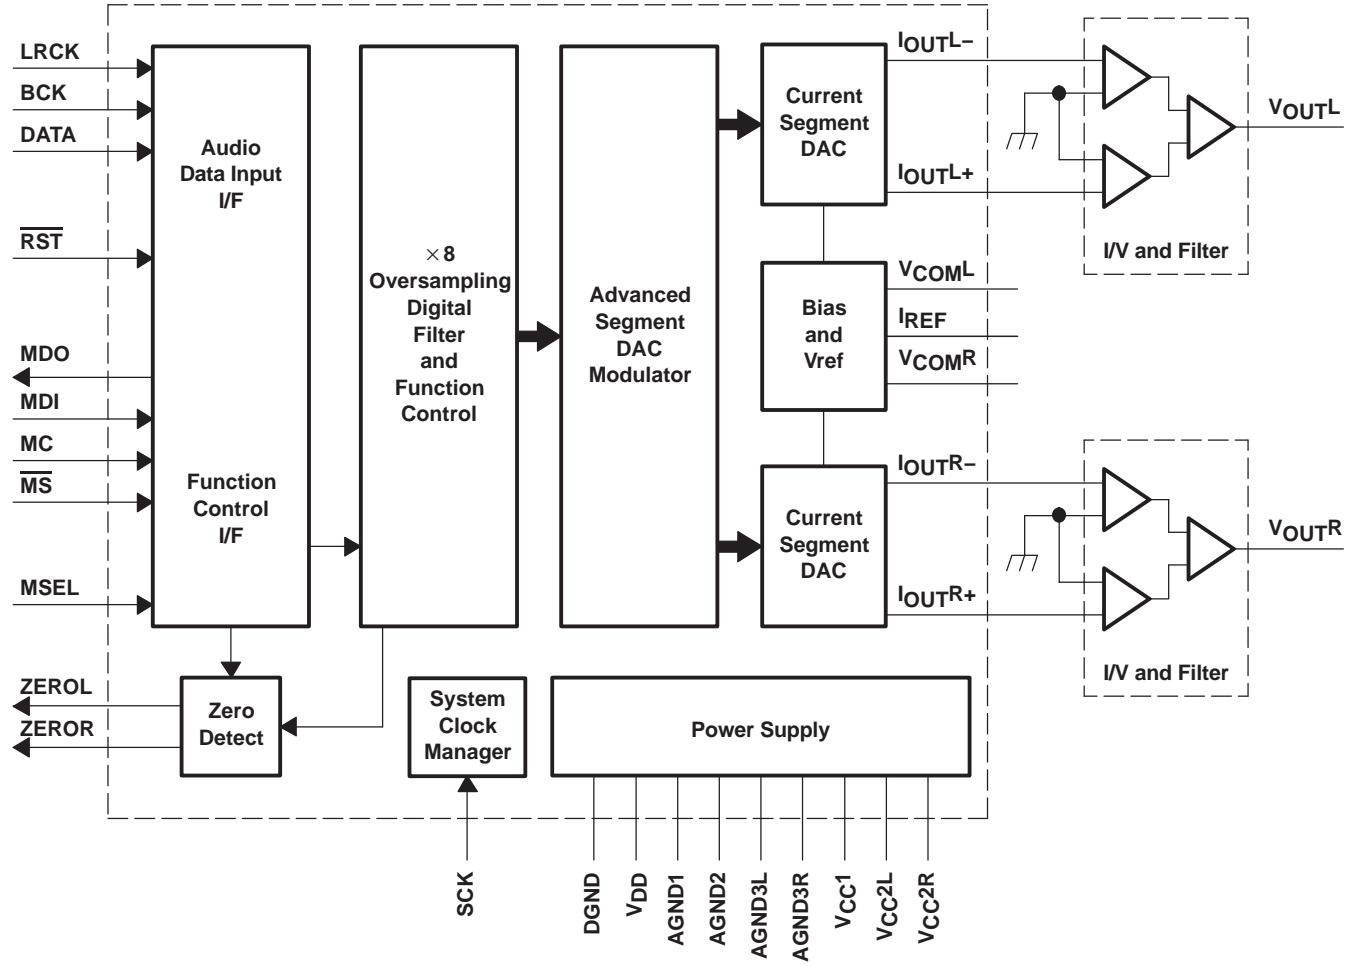 LRCK
BCK
DATA
RST
MDO
MDI
MC
MS
MSEL
ZEROL
ZEROR
Audio
Data Input
I/F
Function
Control
I/F
×8
Oversampling
Digital
Filter
and
Function
Control
Advanced
Segment
DAC
Modulator
Current
Segment
DAC
Bias
and
Vref
Current
Segment
DAC
IOUTL–
IOUTL+
VCOML
IREF
VCOMR
IOUTR–
IOUTR+
I/V and Filter
VOUTL
I/V and Filter
VOUTR
Zero
Detect
System
Clock
Manager
Power Supply
SCK
DGND
VDD
AGND1
AGND2
AGND3L
AGND3R
VCC1
VCC2L
VCC2R